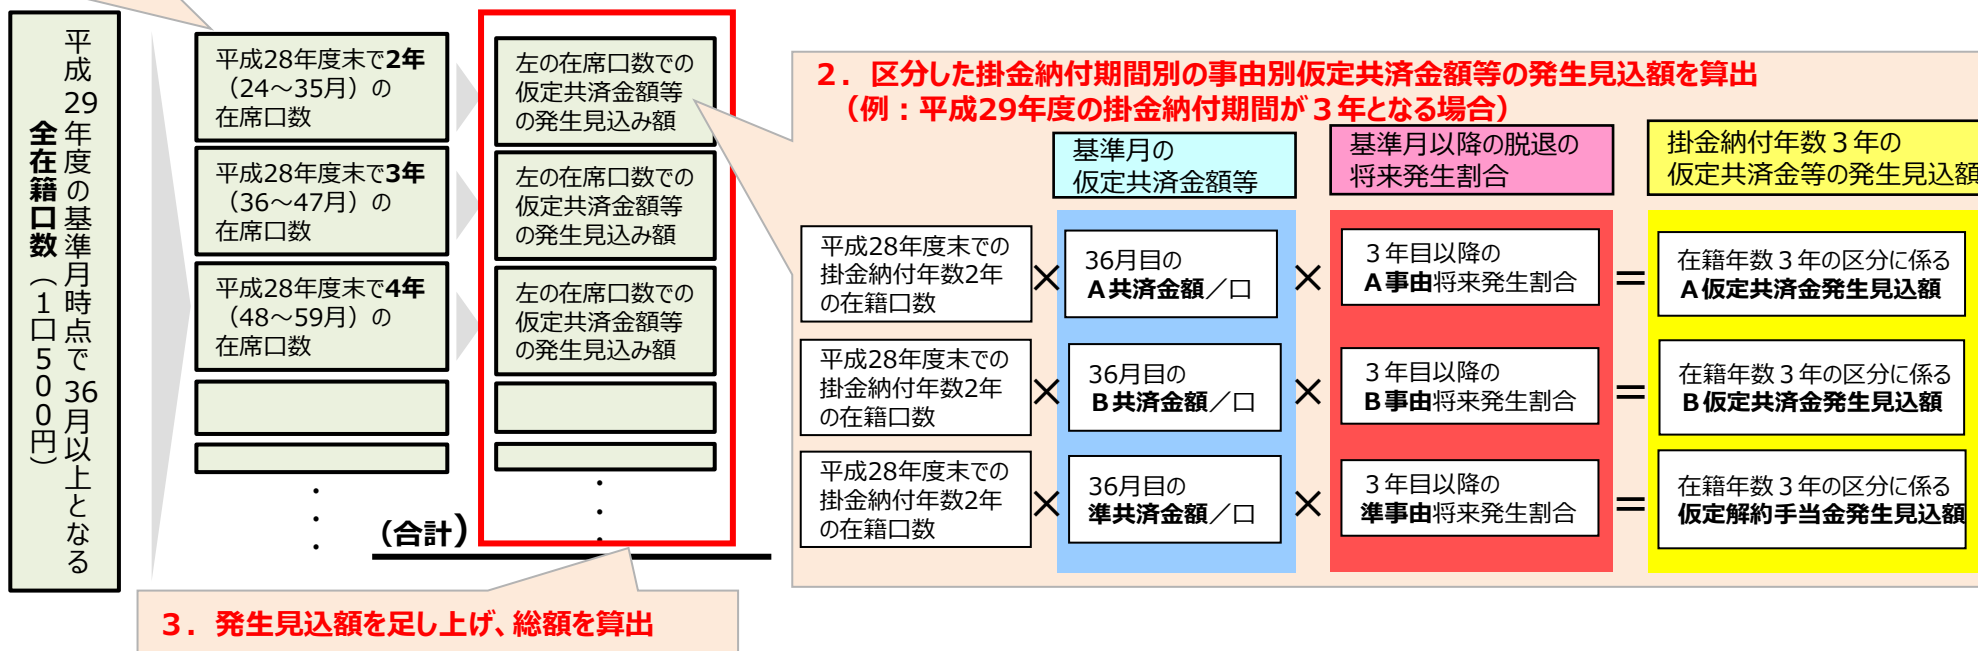 平成29年度の基準月時点で36月以上となる
全在籍口数（１口５００円）
平成28年度末で2年
（24～35月）の
在席口数
平成28年度末で3年
（36～47月）の
在席口数
平成28年度末で4年
（48～59月）の
在席口数
・
・
・
左の在席口数での
仮定共済金額等
の発生見込み額
左の在席口数での
仮定共済金額等
の発生見込み額
左の在席口数での
仮定共済金額等
の発生見込み額
・
・
・
（合計）
３．発生見込額を足し上げ、総額を算出
２．区分した掛金納付期間別の事由別仮定共済金額等の発生見込額を算出
（例：平成29年度の掛金納付期間が３年となる場合）
基準月の
仮定共済金額等
基準月以降の脱退の
将来発生割合
掛金納付年数３年の
仮定共済金等の発生見込額
平成28年度末での
掛金納付年数2年
の在籍口数
×
36月目の
Ａ共済金額／口
×
３年目以降の
Ａ事由将来発生割合
＝
在籍年数３年の区分に係る
Ａ仮定共済金発生見込額
平成28年度末での
掛金納付年数2年
の在籍口数
×
36月目の
Ｂ共済金額／口
×
３年目以降の
Ｂ事由将来発生割合
＝
在籍年数３年の区分に係る
Ｂ仮定共済金発生見込額
平成28年度末での
掛金納付年数2年
の在籍口数
×
36月目の
準共済金額／口
×
３年目以降の
準事由将来発生割合
＝
在籍年数３年の区分に係る
仮定解約手当金発生見込額